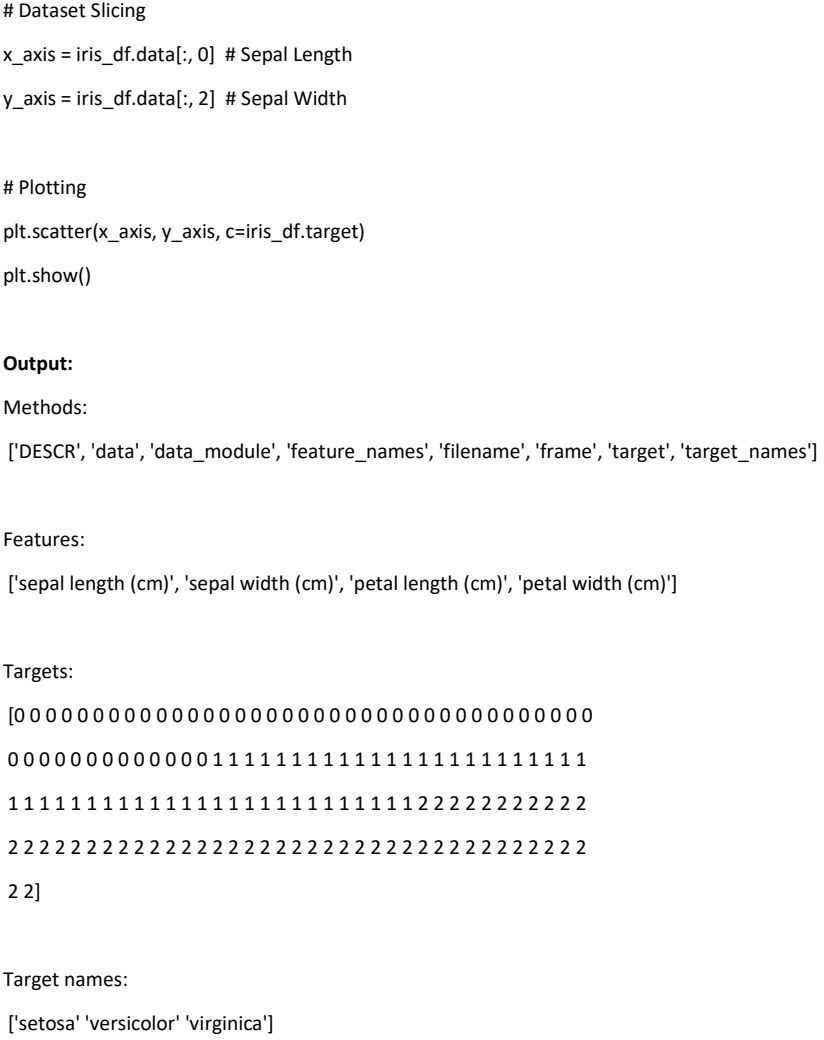 # Dataset Slicing
x_axis = iris_df.data[:, 0]  # Sepal Length
y_axis = iris_df.data[:, 2]  # Sepal Width
# Plotting
plt.scatter(x_axis, y_axis, c=iris_df.target)
plt.show()
Output:
Methods:
['DESCR', 'data', 'data_module', 'feature_names', 'filename', 'frame', 'target', 'target_names']
Features:
['sepal length (cm)', 'sepal width (cm)', 'petal length (cm)', 'petal width (cm)']
Targets:
[0 0 0 0 0 0 0 0 0 0 0 0 0 0 0 0 0 0 0 0 0 0 0 0 0 0 0 0 0 0 0 0 0 0 0 0 0
0 0 0 0 0 0 0 0 0 0 0 0 0 1 1 1 1 1 1 1 1 1 1 1 1 1 1 1 1 1 1 1 1 1 1 1 1
1 1 1 1 1 1 1 1 1 1 1 1 1 1 1 1 1 1 1 1 1 1 1 1 1 1 2 2 2 2 2 2 2 2 2 2 2
2 2 2 2 2 2 2 2 2 2 2 2 2 2 2 2 2 2 2 2 2 2 2 2 2 2 2 2 2 2 2 2 2 2 2 2 2
2 2]
Target names:
['setosa' 'versicolor' 'virginica']